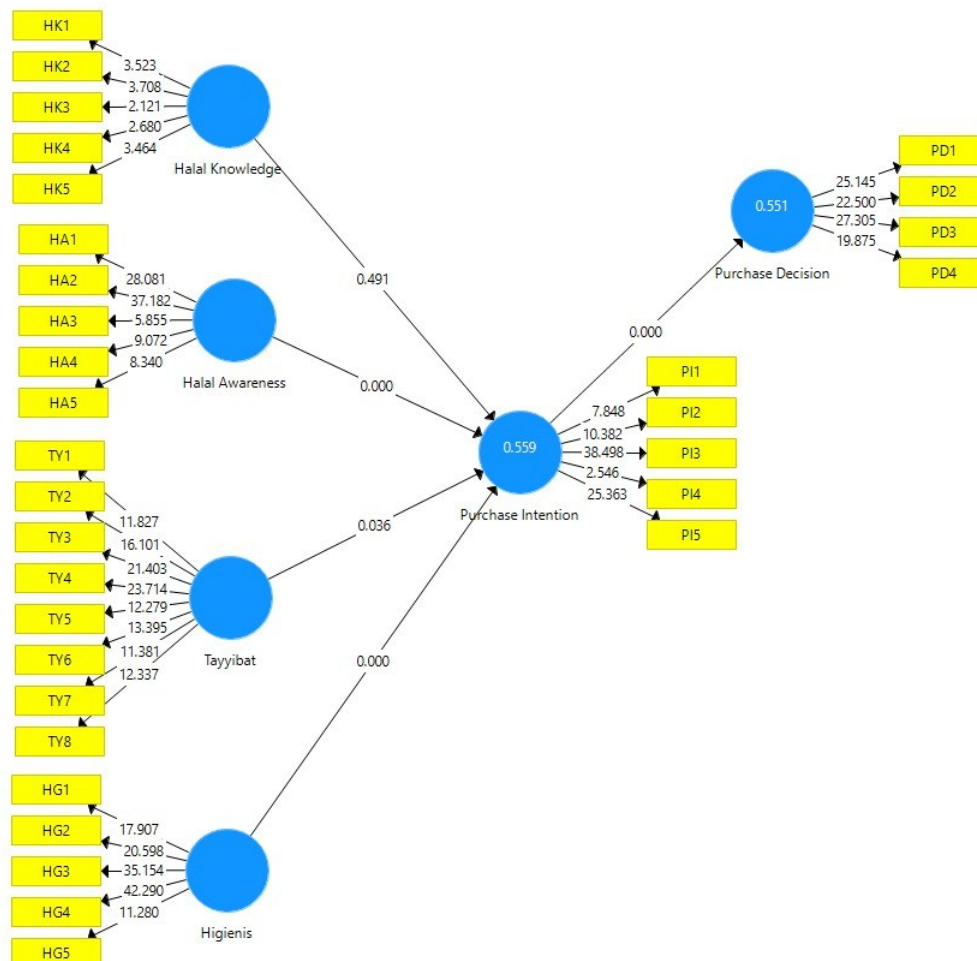 HK1
HK2
HK3
HK4
HK5
3.523
3.708
2.121
2.680
3.464
Halal Knowledge
HA1
HA2
HA3
HA4
HA5
28.081
37.182
5.855
9.072
8.340
Halal Awareness
TY1
TY2
TY3
TY4
TY5
TY6
TY7
TY8
11.827
16.101
21.403
23.714
12.279
13.395
11.381
12.337
Tayyibat
HG1
HG2
HG3
HG4
HG5
17.907
20.598
35.154
42.290
11.280
Higienis
0.491
0.000
0.036
0.000
0.559
Purchase Intention
7.848
10.382
38.498
2.546
25.363
PI1
PI2
PI3
PI4
PI5
0.000
0.551
Purchase Decision
25.145
22.500
27.305
19.875
PD1
PD2
PD3
PD4